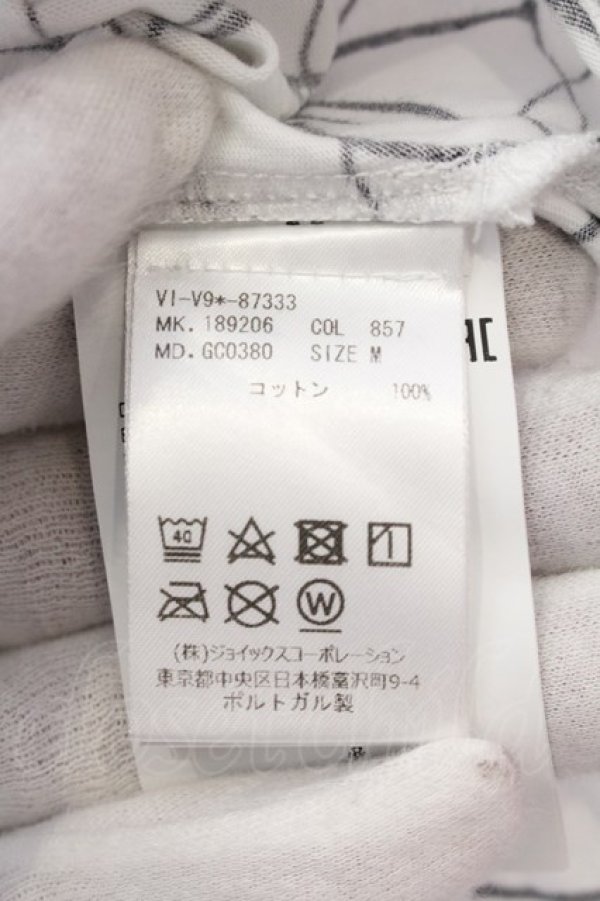 VI-V9*-87333
MK. 189206 COL 857
MD. GC0380 SIZE M
コットン 100%
40
W
(株)ジョイックスコーポレーション
東京都中央区日本橋富沢町9-4
ポルトガル製